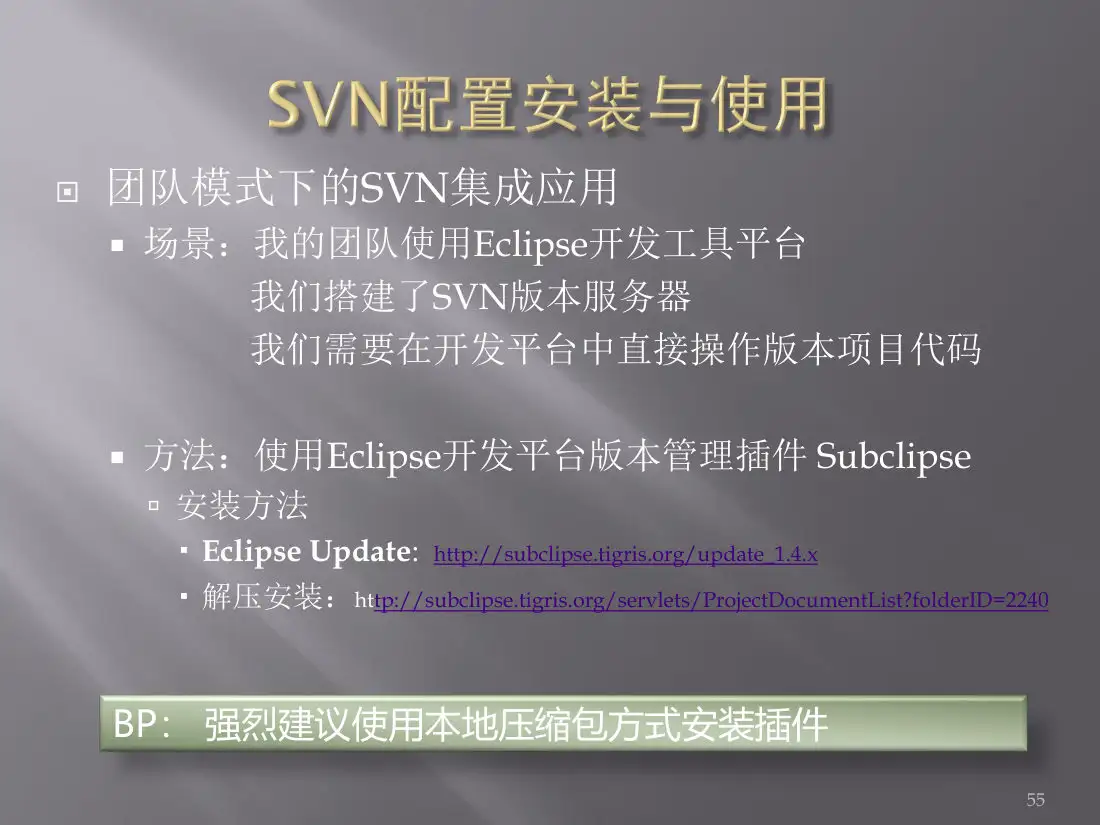 SVN配置安装与使用
团队模式下的SVN集成应用
场景：我的团队使用Eclipse开发工具平台
我们搭建了SVN版本服务器
我们需要在开发平台中直接操作版本项目代码
方法：使用Eclipse开发平台版本管理插件 Subclipse
安装方法
Eclipse Update: http://subclipse.tigris.org/update_1.4.x
解压安装：http://subclipse.tigris.org/servlets/ProjectDocumentList?folderID=2240
BP： 强烈建议使用本地压缩包方式安装插件
55